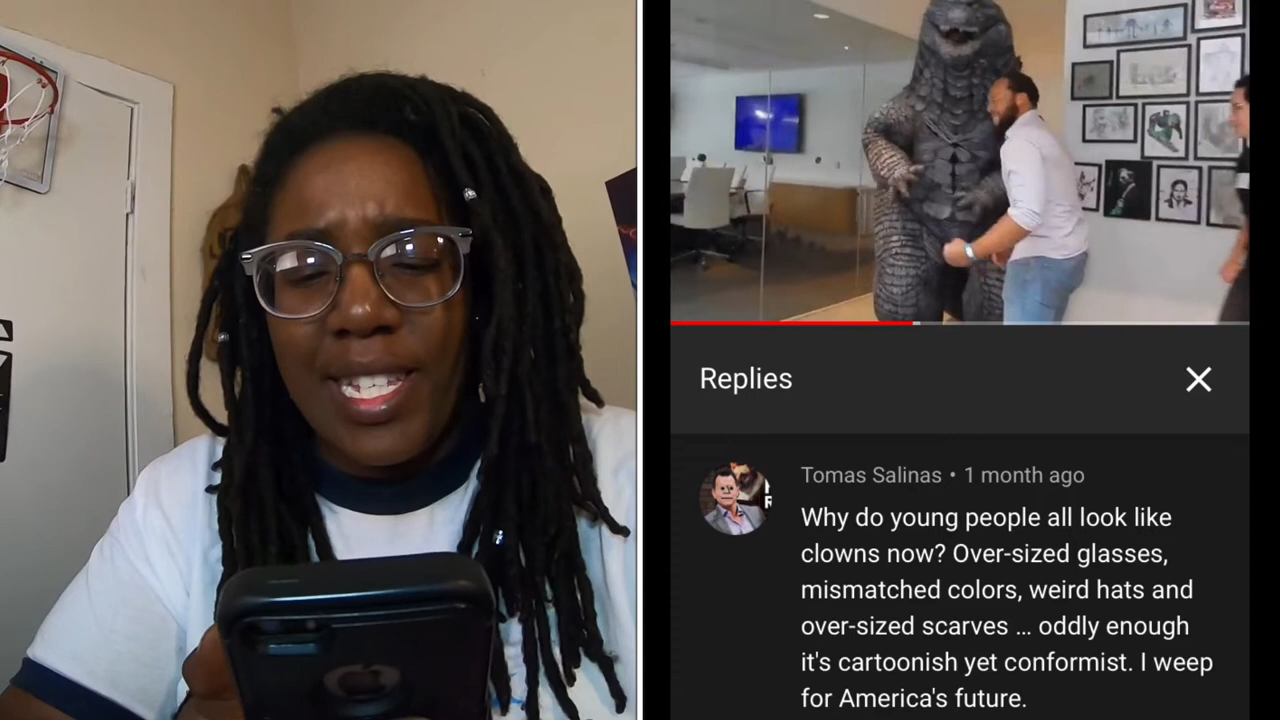 Replies
Tomas Salinas • 1 month ago
Why do young people all look like
clowns now? Over-sized glasses,
mismatched colors, weird hats and
over-sized scarves ... oddly enough
it's cartoonish yet conformist. I weep
for America's future.